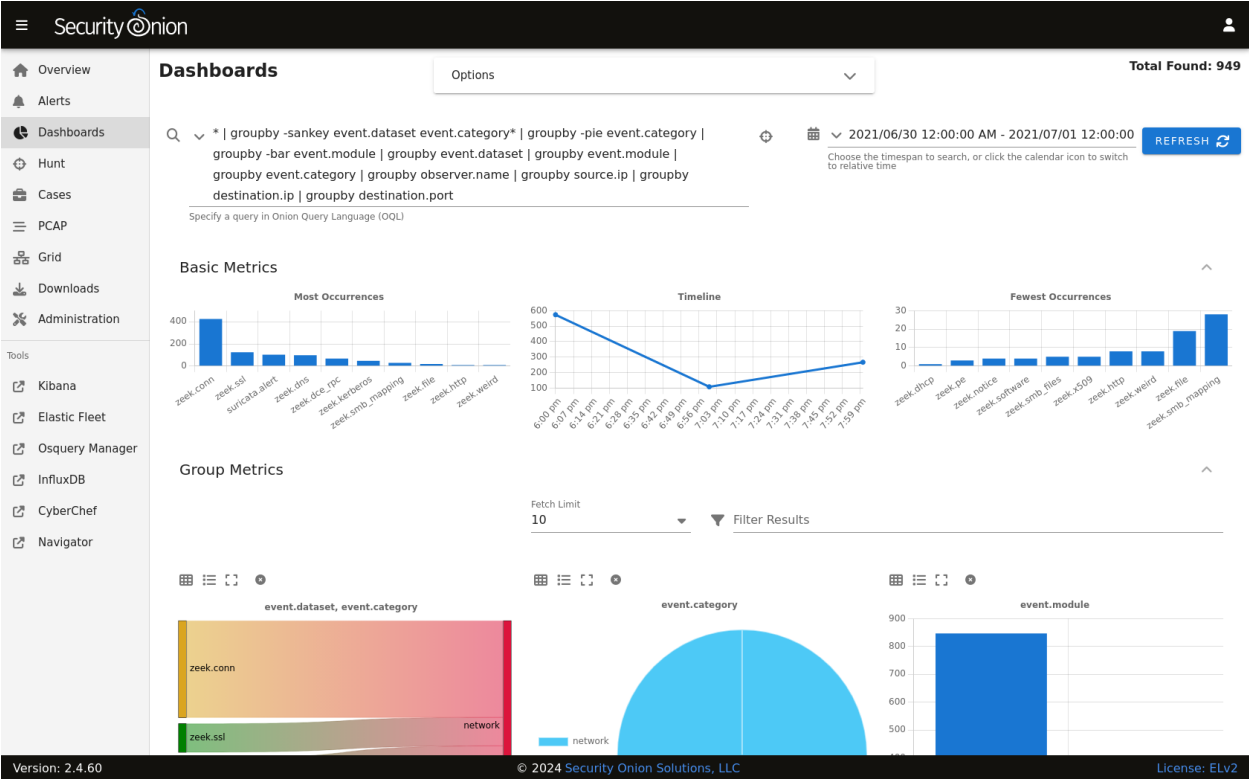 Security Onion
Overview
Alerts
Dashboards
Hunt
Cases
PCAP
Grid
Downloads
Administration
Tools
Kibana
Elastic Fleet
Osquery Manager
InfluxDB
CyberChef
Navigator
Dashboards
Options
Total Found: 949
* | groupby -sankey event.dataset event.category* | groupby -pie event.category |
groupby -bar event.module | groupby event.dataset | groupby event.module |
groupby event.category | groupby observer.name | groupby source.ip | groupby
destination.ip | groupby destination.port
Specify a query in Onion Query Language (OQL)
2021/06/30 12:00:00 AM - 2021/07/01 12:00:00
Choose the timespan to search, or click the calendar icon to switch
to relative time
REFRESH
Basic Metrics
Most Occurrences
400
200
0
zeek.conn
zeek.ssl
suricata.alert
zeek.dns
zeek.dce_rpc
zeek.kerberos
zeek.smb_mapping
zeek.file
zeek.http
zeek.weird
Timeline
600
500
400
300
200
100
6:00 pm
6:07 pm
6:14 pm
6:21 pm
6:28 pm
6:35 pm
6:42 pm
6:49 pm
6:56 pm
7:03 pm
7:10 pm
7:17 pm
7:24 pm
7:31 pm
7:38 pm
7:45 pm
7:52 pm
7:59 pm
Fewest Occurrences
30
20
10
0
zeek.dhcp
zeek.pe
zeek.notice
zeek.software
zeek.smb_files
zeek.x509
zeek.http
zeek.weird
zeek.file
zeek.smb_mapping
Group Metrics
Fetch Limit
10
Filter Results
event.dataset, event.category
zeek.conn
network
zeek.ssl
event.category
network
event.module
900
800
700
600
500
400
Version: 2.4.60
© 2024 Security Onion Solutions, LLC
License: ELv2